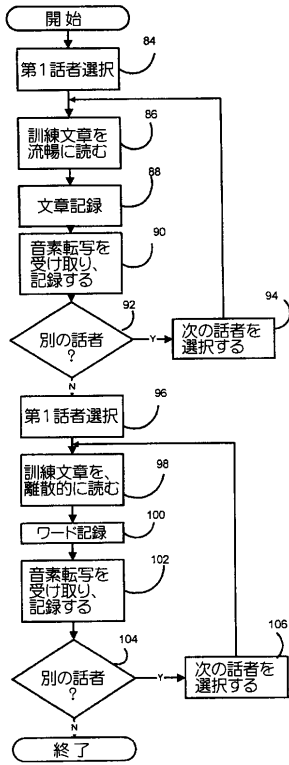 開始
84
第1話者選択
86
訓練文章を
流暢に読む
88
文章記録
90
音素転写を
受け取り、
記録する
92
別の話者
?
Y
94
次の話者を
選択する
N
96
第1話者選択
98
訓練文章を、
離散的に読む
100
ワード記録
102
音素転写を
受け取り、
記録する
104
別の話者
?
Y
106
次の話者を
選択する
N
終了